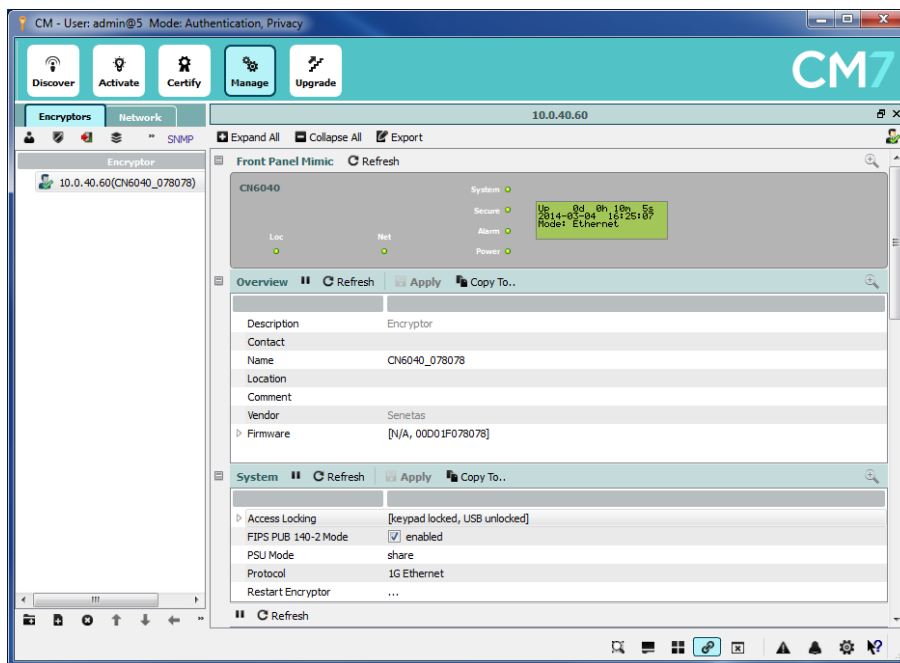 CM - User: admin@5 Mode: Authentication, Privacy
Discover
Activate
Certify
Manage
Upgrade
CM7
Encryptors
Network
10.0.40.60
SNMP
Expand All
Collapse All
Export
Encryptor
10.0.40.60(CN6040_078078)
Front Panel Mimic
Refresh
CN6040
System
Secure
Alarm
Power
Loc
Net
Up 0d 0h 10m 5s
2014-03-04 16:25:07
Mode: Ethernet
Overview
Refresh
Apply
Copy To..
Description Encryptor
Contact
Name CN6040_078078
Location
Comment
Vendor Senetas
Firmware [N/A, 00D01F078078]
System
Refresh
Apply
Copy To..
Access Locking [keypad locked, USB unlocked]
FIPS PUB 140-2 Mode enabled
PSU Mode share
Protocol 1G Ethernet
Restart Encryptor ...
Refresh